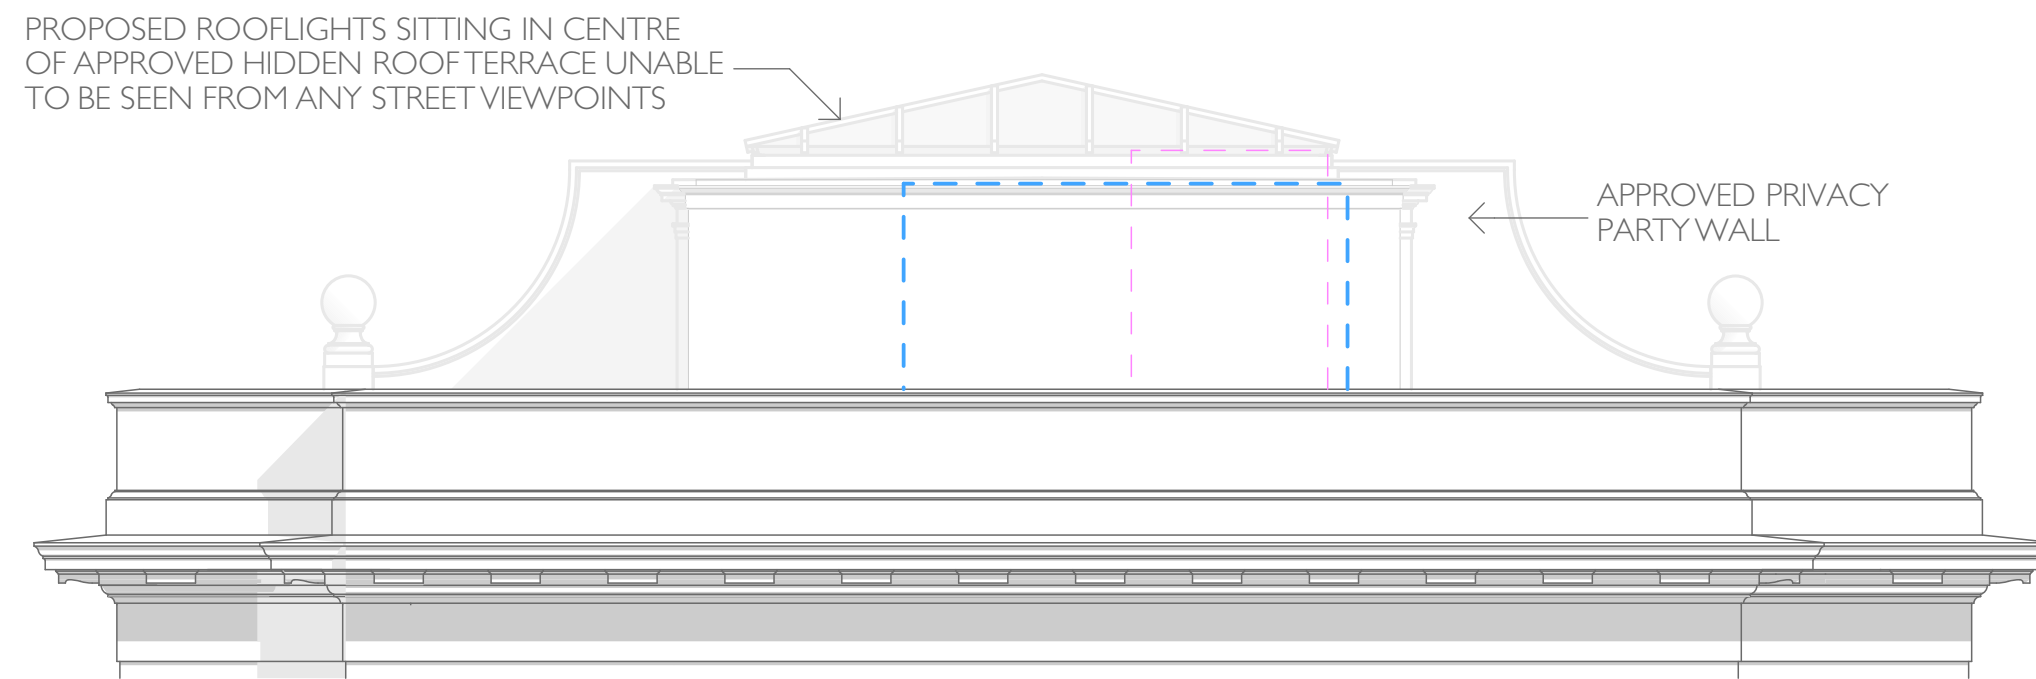 PROPOSED ROOFLIGHTS SITTING IN CENTRE
OF APPROVED HIDDEN ROOF TERRACE UNABLE
TO BE SEEN FROM ANY STREET VIEWPOINTS
APPROVED PRIVACY
PARTY WALL